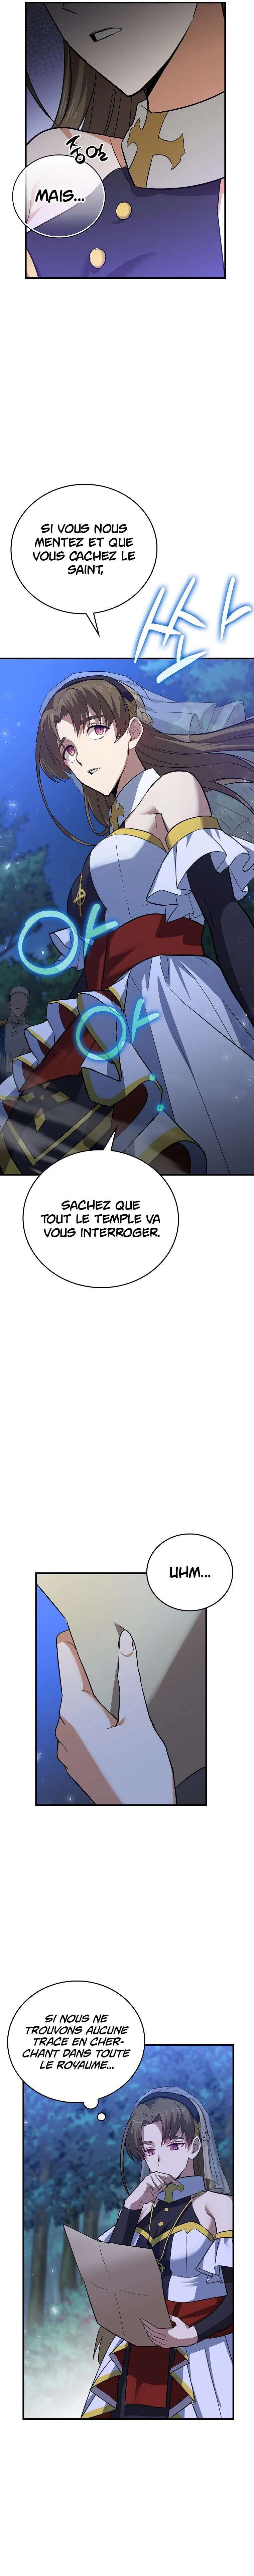 MAIS...
SI VOUS NOUS
MENTEZ ET QUE
VOUS CACHEZ LE
SAINT,
SACHEZ QUE
TOUT LE TEMPLE VA
VOUS INTERROGER.
UHM...
SI NOUS NE
TROUVONS AUCUNE
TRACE EN CHER-
CHANT DANS TOUTE
LE ROYAUME...